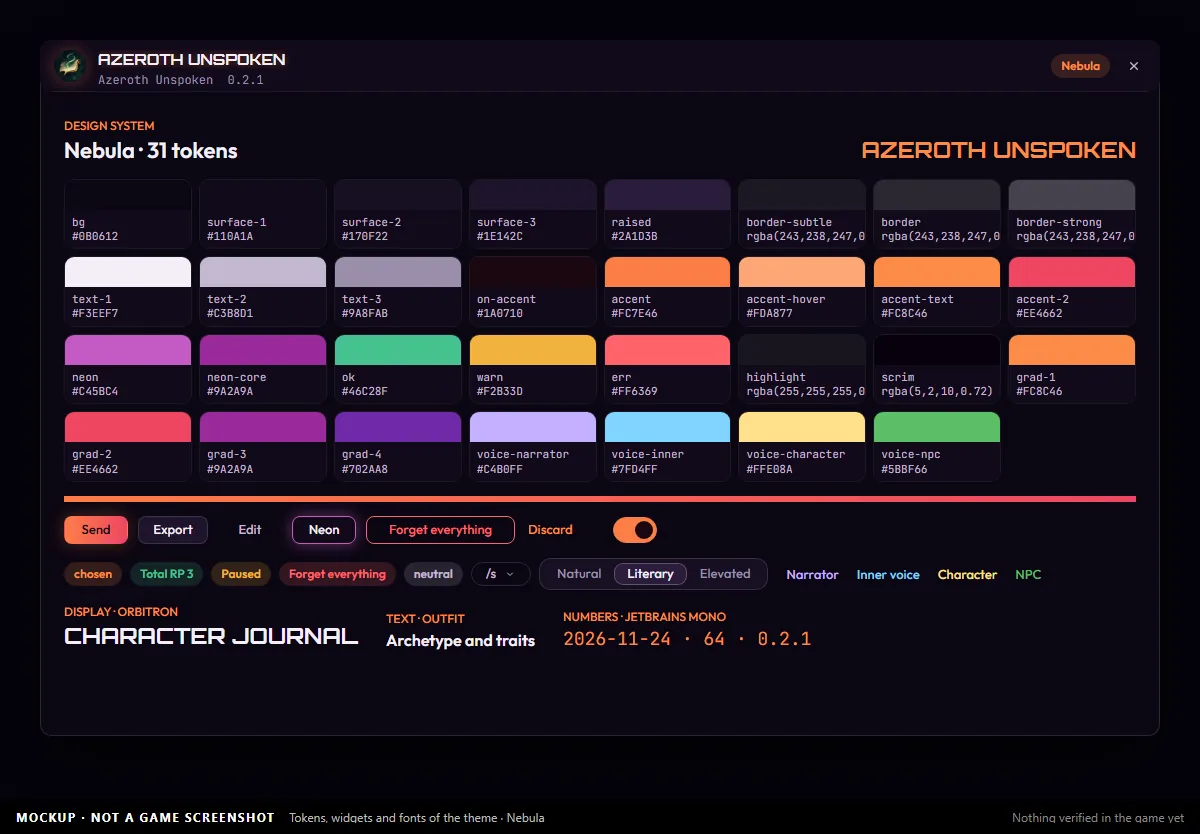 AZEROTH UNSPOKEN
Azeroth Unspoken 0.2.1
Nebula
×
DESIGN SYSTEM
Nebula · 31 tokens
AZEROTH UNSPOKEN
bg
#0B0612
surface-1
#110A1A
surface-2
#170F22
surface-3
#1E142C
raised
#2A1D3B
border-subtle
rgba(243,238,247,0
border
rgba(243,238,247,0
border-strong
rgba(243,238,247,0
text-1
#F3EEF7
text-2
#C3B8D1
text-3
#9A8FAB
on-accent
#1A0710
accent
#FC7E46
accent-hover
#FDA877
accent-text
#FC8C46
accent-2
#EE4662
neon
#C45BC4
neon-core
#9A2A9A
ok
#46C28F
warn
#F2B33D
err
#FF6369
highlight
rgba(255,255,255,0
scrim
rgba(5,2,10,0.72)
grad-1
#FC8C46
grad-2
#EE4662
grad-3
#9A2A9A
grad-4
#702AA8
voice-narrator
#C4B0FF
voice-inner
#7FD4FF
voice-character
#FFE08A
voice-npc
#5BBF66
Send Export Edit Neon Forget everything Discard
chosen Total RP 3 Paused Forget everything neutral /s Natural Literary Elevated Narrator Inner voice Character NPC
DISPLAY · ORBITRON
CHARACTER JOURNAL
TEXT · OUTFIT
Archetype and traits
NUMBERS · JETBRAINS MONO
2026-11-24 · 64 · 0.2.1
MOCKUP · NOT A GAME SCREENSHOT Tokens, widgets and fonts of the theme · Nebula
Nothing verified in the game yet